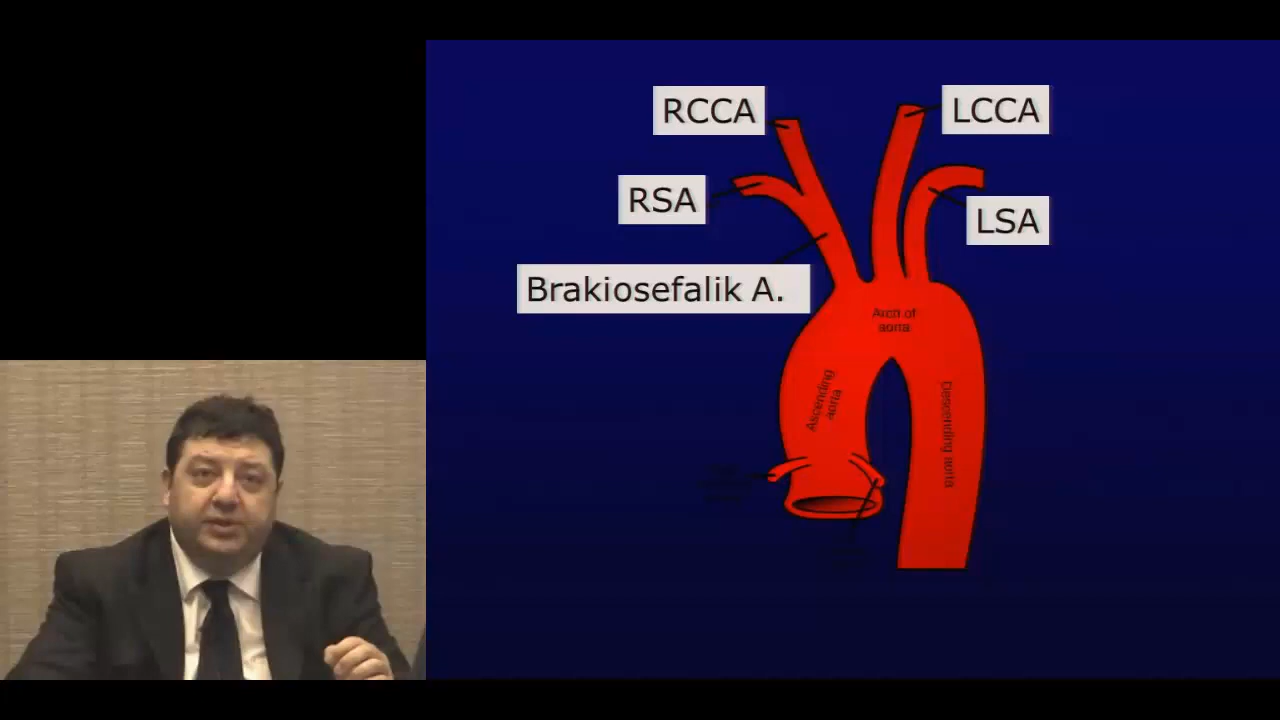 RCCA
LCCA
RSA
LSA
Brakiosefalik A.
Arch of
aorta
Ascending
aorta
Descending aorta